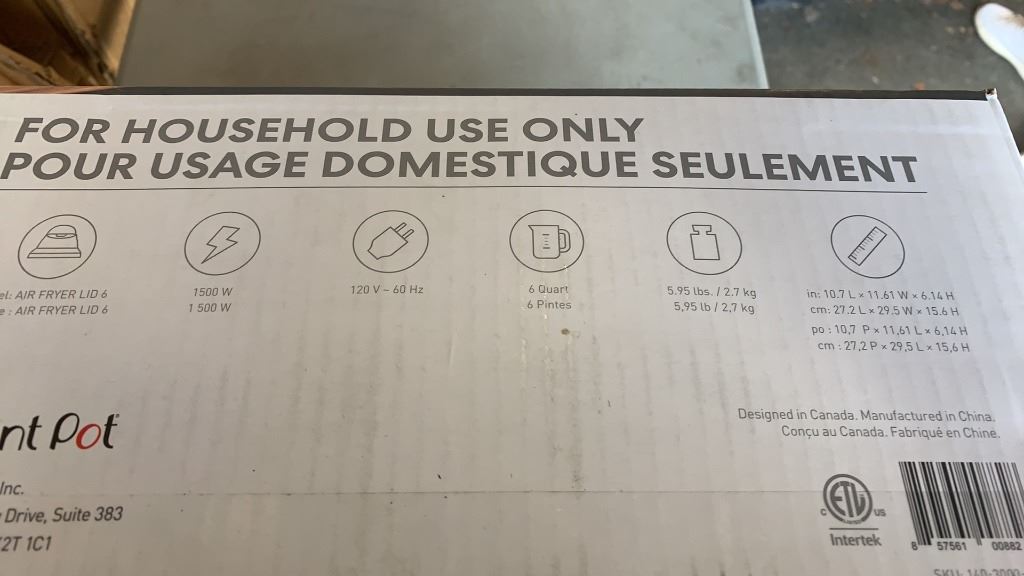 FOR HOUSEHOLD USE ONLY
POUR USAGE DOMESTIQUE SEULEMENT
el: AIR FRYER LID 6
e : AIR FRYER LID 6
1500 W
1 500 W
120 V ~ 60 Hz
6 Quart
6 Pintes
5.95 lbs. / 2.7 kg
5,95 lb / 2,7 kg
in: 10.7 L x 11.61 W x 6.14 H
cm: 27.2 L x 29.5 W x 15.6 H
po : 10,7 P x 11,61 L x 6,14 H
cm : 27,2 P x 29,5 L x 15,6 H
nt Pot
Designed in Canada. Manufactured in China.
Conçu au Canada. Fabriqué en Chine.
Inc.
Drive, Suite 383
2T 1C1
C ETL US
Intertek
8 57561 00882
SKU: 140-3002-